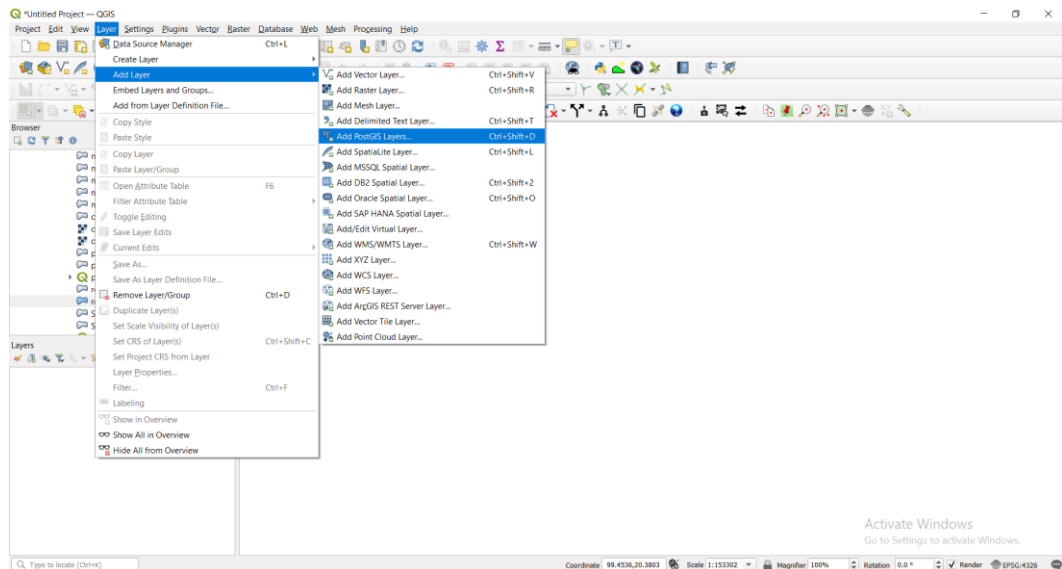 *Untitled Project — QGIS
Project Edit View Layer Settings Plugins Vector Raster Database Web Mesh Processing Help
Data Source Manager Ctrl+L
Create Layer
Add Layer
Embed Layers and Groups...
Add from Layer Definition File...
Copy Style
Paste Style
Copy Layer
Paste Layer/Group
Open Attribute Table F6
Filter Attribute Table
Toggle Editing
Save Layer Edits
Current Edits
Save As...
Save As Layer Definition File...
Remove Layer/Group Ctrl+D
Duplicate Layer(s)
Set Scale Visibility of Layer(s)
Set CRS of Layer(s) Ctrl+Shift+C
Set Project CRS from Layer
Layer Properties...
Filter... Ctrl+F
Labeling
Show in Overview
Show All in Overview
Hide All from Overview
Add Vector Layer... Ctrl+Shift+V
Add Raster Layer... Ctrl+Shift+R
Add Mesh Layer...
Add Delimited Text Layer... Ctrl+Shift+T
Add PostGIS Layers... Ctrl+Shift+D
Add SpatiaLite Layer... Ctrl+Shift+L
Add MSSQL Spatial Layer...
Add DB2 Spatial Layer... Ctrl+Shift+2
Add Oracle Spatial Layer... Ctrl+Shift+O
Add SAP HANA Spatial Layer...
Add/Edit Virtual Layer...
Add WMS/WMTS Layer... Ctrl+Shift+W
Add XYZ Layer...
Add WCS Layer...
Add WFS Layer...
Add ArcGIS REST Server Layer...
Add Vector Tile Layer...
Add Point Cloud Layer...
Browser
Layers
Activate Windows
Go to Settings to activate Windows.
Type to locate (Ctrl+K)
Coordinate 99.4536,20.3803 Scale 1:153302 Magnifier 100% Rotation 0.0 ° Render EPSG:4326